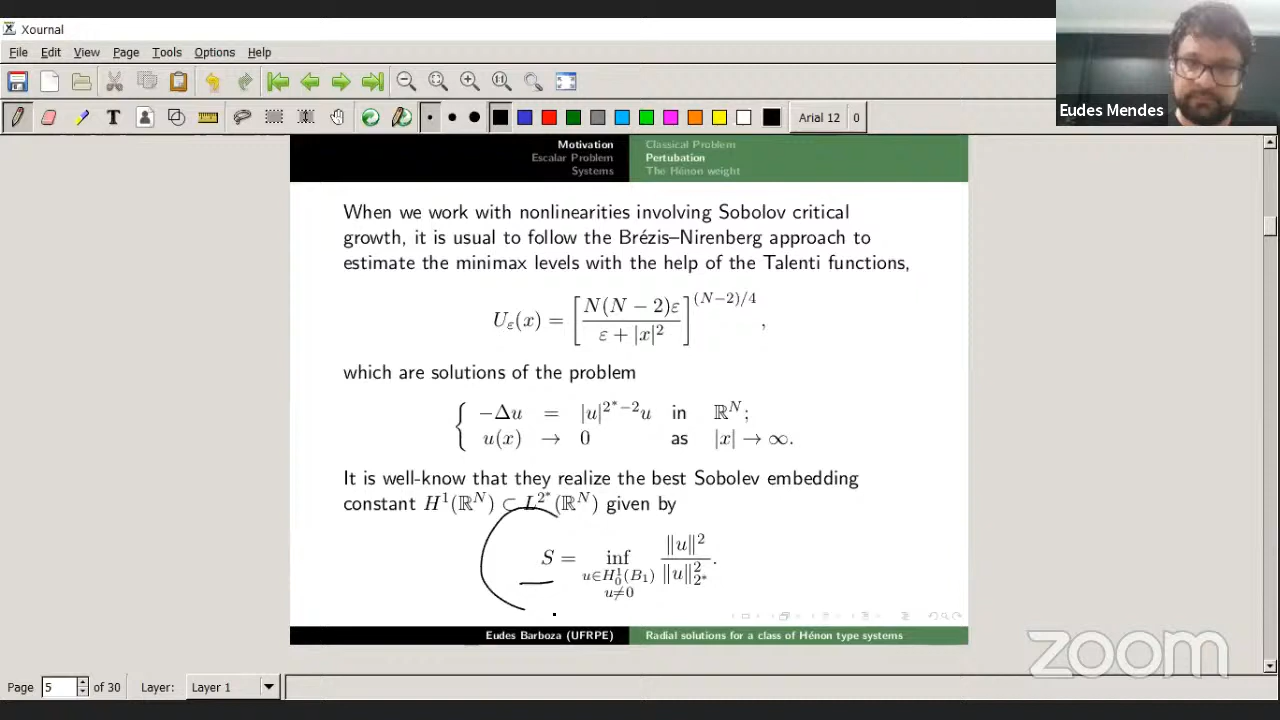 Xournal
File Edit View Page Tools Options Help
Arial 12 0
Eudes Mendes
Motivation Classical Problem
Escalar Problem Pertubation
Systems The Hénon weight
When we work with nonlinearities involving Sobolov critical
growth, it is usual to follow the Brézis–Nirenberg approach to
estimate the minimax levels with the help of the Talenti functions,
U_ε(x) = [N(N − 2)ε / ε + |x|²]^{(N−2)/4},
which are solutions of the problem
{ −Δu = |u|^{2*−2}u in ℝ^N;
u(x) → 0 as |x| → ∞.
It is well-know that they realize the best Sobolev embedding
constant H¹(ℝ^N) ⊂ L^{2*}(ℝ^N) given by
S = inf_{u∈H₀¹(B₁) u≠0} ‖u‖² / ‖u‖²_{2*}.
Eudes Barboza (UFRPE) Radial solutions for a class of Hénon type systems
zoom
Page 5 of 30 Layer: Layer 1